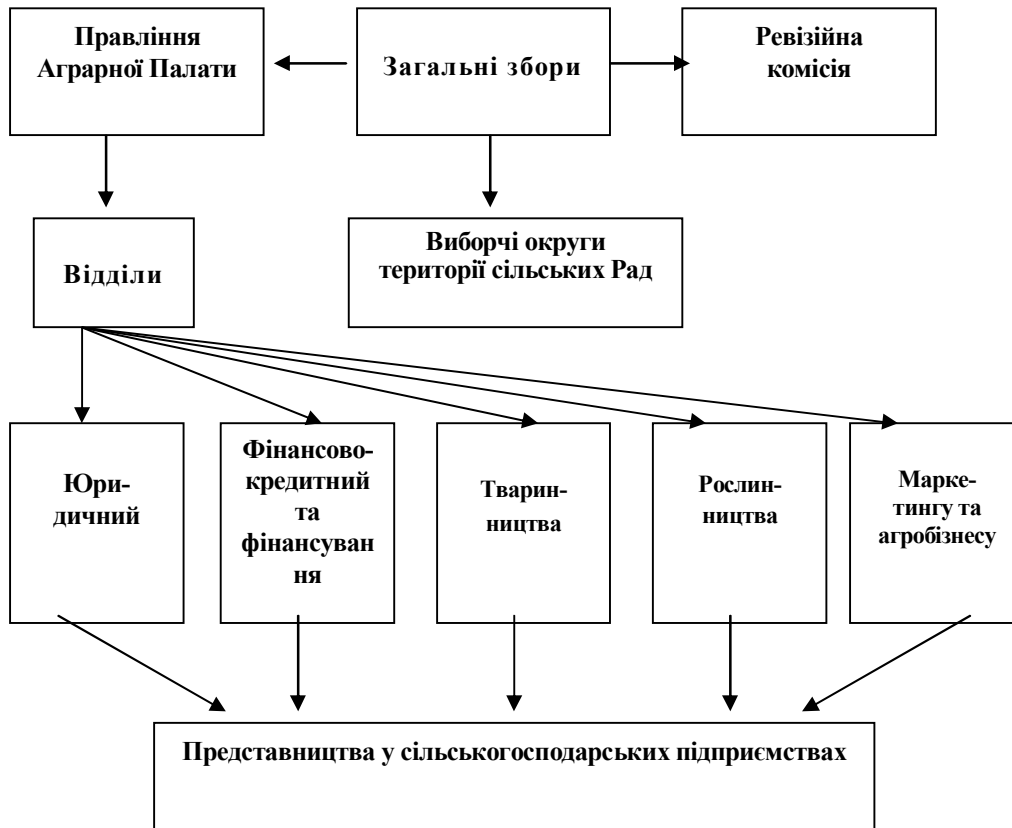 Правління
Аграрної Палати
Загальні збори
Ревізійна
комісія
Відділи
Виборчі округи
території сільських Рад
Юри-
дичний
Фінансово-
кредитний
та
фінансуван
ня
Тварин-
ництва
Рослин-
ництва
Марке-
тингу та
агробізнесу
Представництва у сільськогосподарських підприємствах